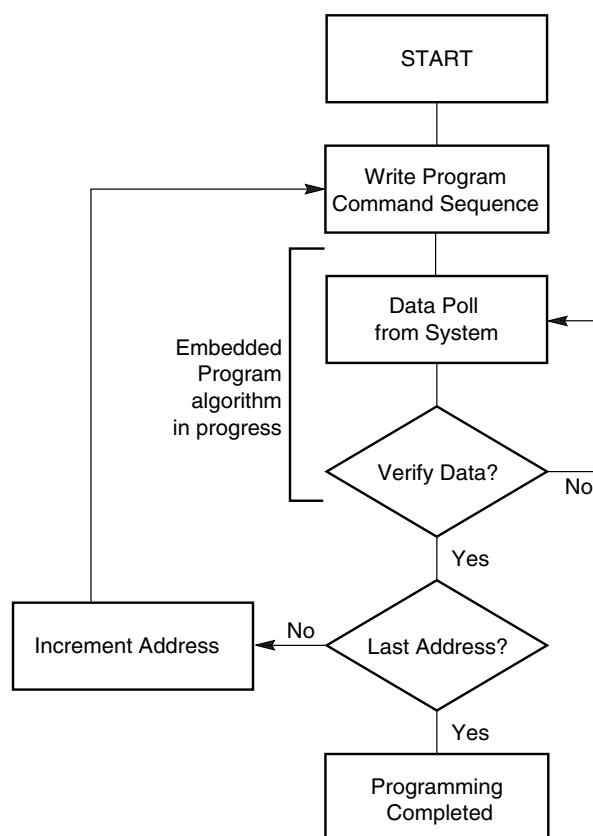 START
Write Program
Command Sequence
Data Poll
from System
Embedded
Program
algorithm
in progress
Verify Data?
No
Yes
Increment Address
No
Last Address?
Yes
Programming
Completed